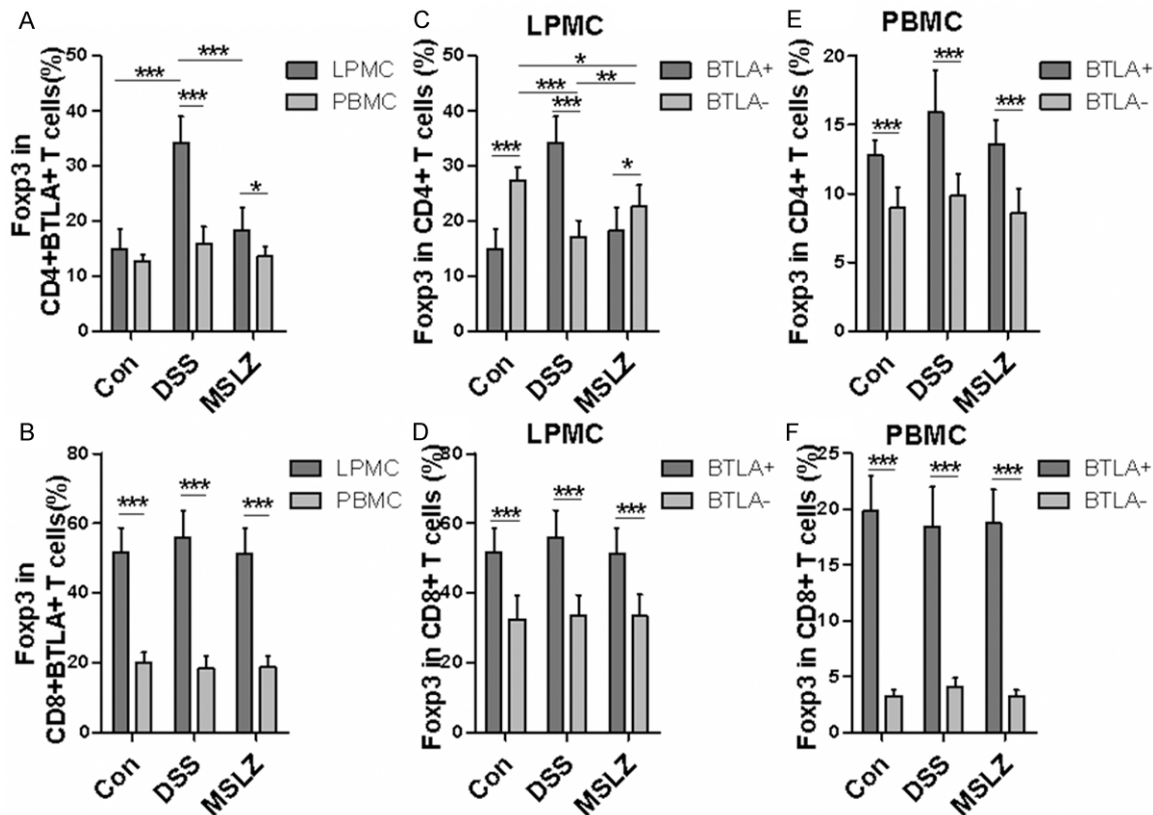 A
Foxp3 in
CD4+BTLA+ T cells(%)
50
40
30
20
10
0
***
***
***
*
LPMC
PBMC
Con
DSS
MSLZ
C
LPMC
Foxp3 in CD4+ T cells (%)
50
40
30
20
10
0
*
***
**
***
***
*
BTLA+
BTLA-
Con
DSS
MSLZ
E
PBMC
Foxp3 in CD4+ T cells (%)
20
15
10
5
0
***
***
***
BTLA+
BTLA-
Con
DSS
MSLZ
B
Foxp3 in
CD8+BTLA+ T cells(%)
80
60
40
20
0
***
***
***
LPMC
PBMC
Con
DSS
MSLZ
D
LPMC
Foxp3 in CD8+ T cells (%)
80
60
40
20
0
***
***
***
BTLA+
BTLA-
Con
DSS
MSLZ
F
PBMC
Foxp3 in CD8+ T cells (%)
25
20
15
10
5
0
***
***
***
BTLA+
BTLA-
Con
DSS
MSLZ